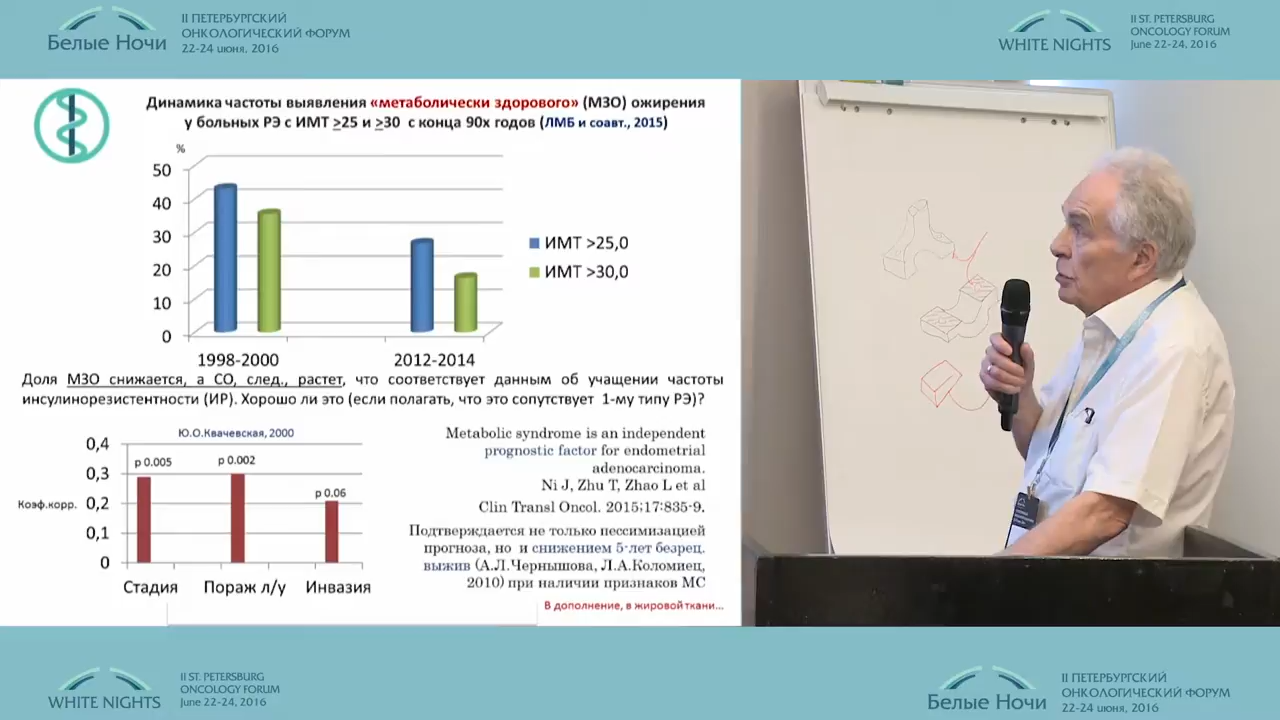 Белые Ночи
II ПЕТЕРБУРГСКИЙ
ОНКОЛОГИЧЕСКИЙ ФОРУМ
22-24 июня, 2016
WHITE NIGHTS
II ST. PETERSBURG
ONCOLOGY FORUM
June 22-24, 2016
Динамика частоты выявления «метаболически здорового» (МЗО) ожирения
у больных РЭ с ИМТ >25 и >30 с конца 90х годов (ЛМБ и соавт., 2015)
%
50
40
30
20
10
0
1998-2000
2012-2014
ИМТ >25,0
ИМТ >30,0
Доля МЗО снижается, а СО, след., растет, что соответствует данным об учащении частоты
инсулинорезистентности (ИР). Хорошо ли это (если полагать, что это сопутствует 1-му типу РЭ)?
Ю.О.Квачевская, 2000
0,4
0,3
0,2
0,1
0
Коэф.корр.
p 0.005
p 0.002
p 0.06
Стадия
Пораж л/у
Инвазия
Metabolic syndrome is an independent
prognostic factor for endometrial
adenocarcinoma.
Ni J, Zhu T, Zhao L et al
Clin Transl Oncol. 2015;17:835-9.
Подтверждается не только пессимизацией
прогноза, но и снижением 5-лет безрец.
выжив (А.Л.Чернышова, Л.А.Коломиец,
2010) при наличии признаков МС
В дополнение, в жировой ткани...
WHITE NIGHTS
II ST. PETERSBURG
ONCOLOGY FORUM
June 22-24, 2016
Белые Ночи
II ПЕТЕРБУРГСКИЙ
ОНКОЛОГИЧЕСКИЙ ФОРУМ
22-24 июня, 2016